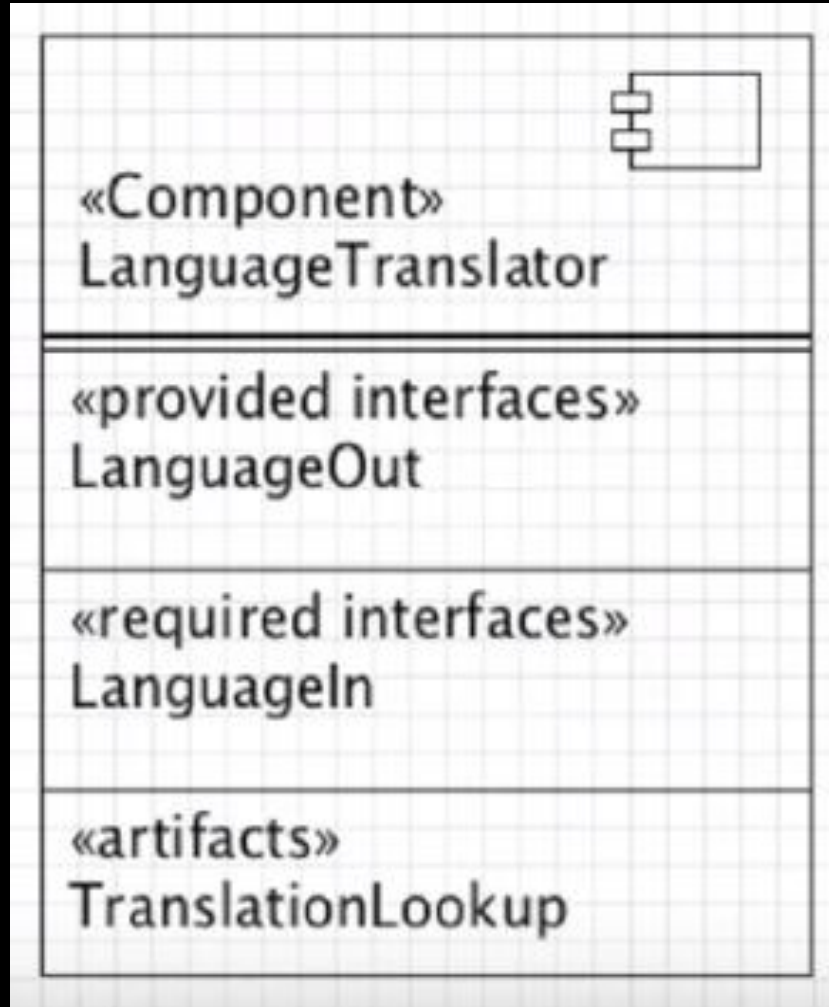 «Component»
LanguageTranslator
«provided interfaces»
LanguageOut
«required interfaces»
LanguageIn
«artifacts»
TranslationLookup